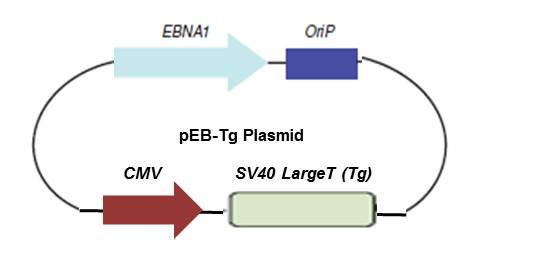 EBNA1 OriP
pEB-Tg Plasmid
CMV SV40 LargeT (Tg)